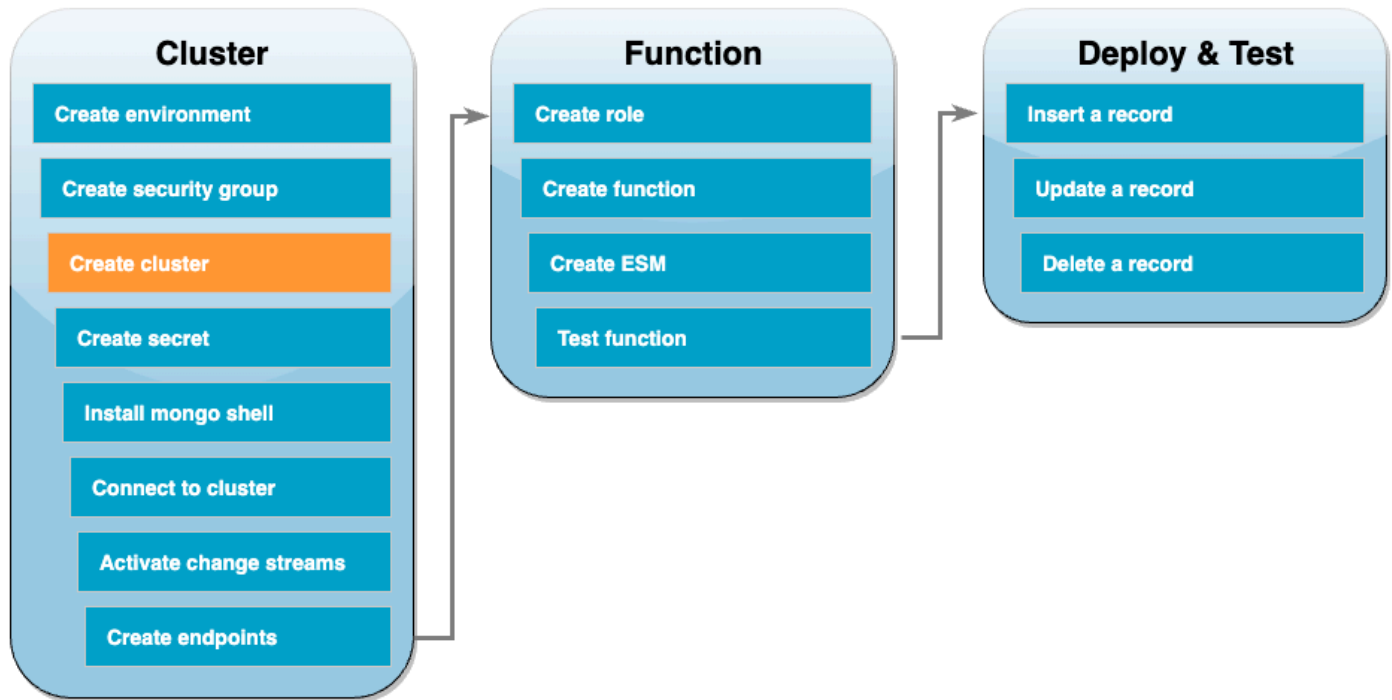 Cluster
Create environment
Create security group
Create cluster
Create secret
Install mongo shell
Connect to cluster
Activate change streams
Create endpoints
Function
Create role
Create function
Create ESM
Test function
Deploy & Test
Insert a record
Update a record
Delete a record